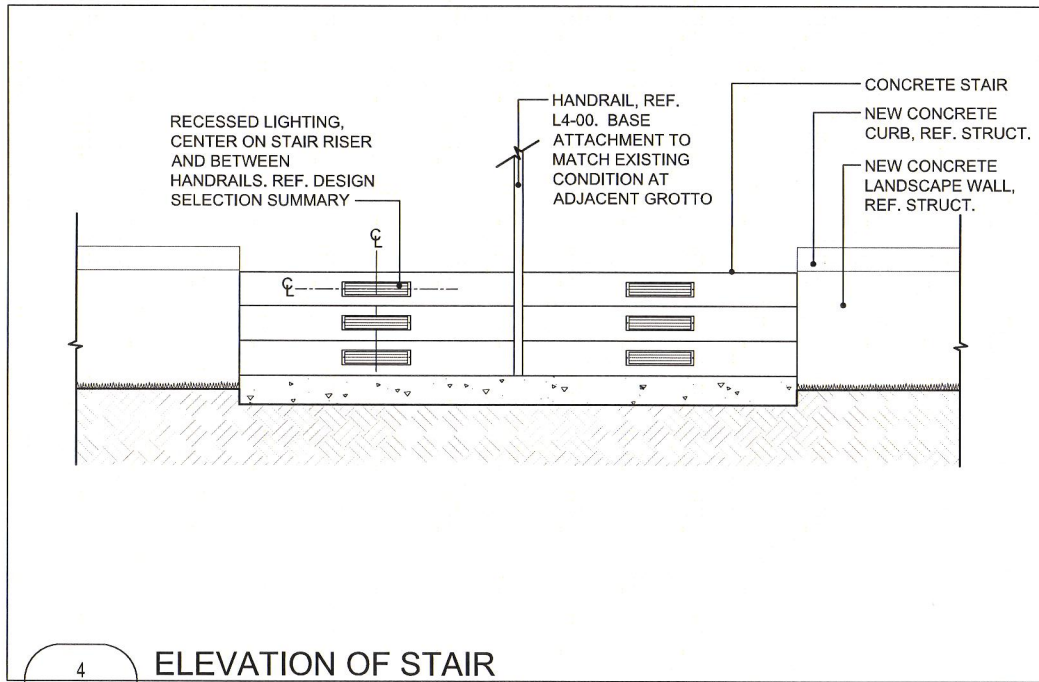 RECESSED LIGHTING,
CENTER ON STAIR RISER
AND BETWEEN
HANDRAILS. REF. DESIGN
SELECTION SUMMARY
HANDRAIL, REF.
L4-00. BASE
ATTACHMENT TO
MATCH EXISTING
CONDITION AT
ADJACENT GROTTO
CONCRETE STAIR
NEW CONCRETE
CURB, REF. STRUCT.
NEW CONCRETE
LANDSCAPE WALL,
REF. STRUCT.
℄
℄
4 ELEVATION OF STAIR